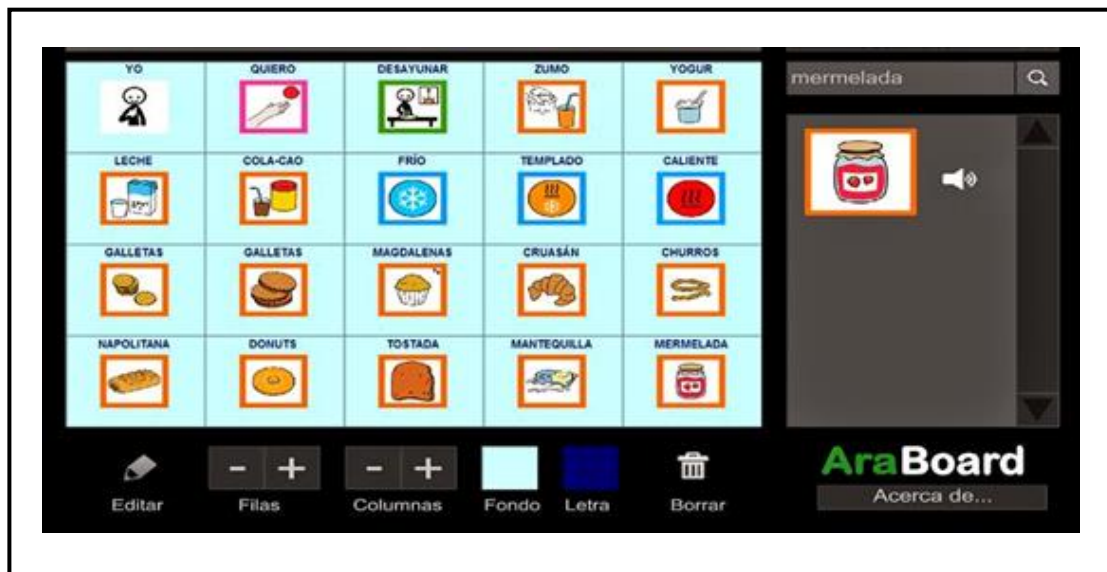 YO QUIERO DESAYUNAR ZUMO YOGUR
LECHE COLA-CAO FRÍO TEMPLADO CALIENTE
GALLETAS GALLETAS MAGDALENAS CRUASÁN CHURROS
NAPOLITANA DONUTS TOSTADA MANTEQUILLA MERMELADA
mermelada
- + - +
Editar Filas Columnas Fondo Letra Borrar
AraBoard
Acerca de...